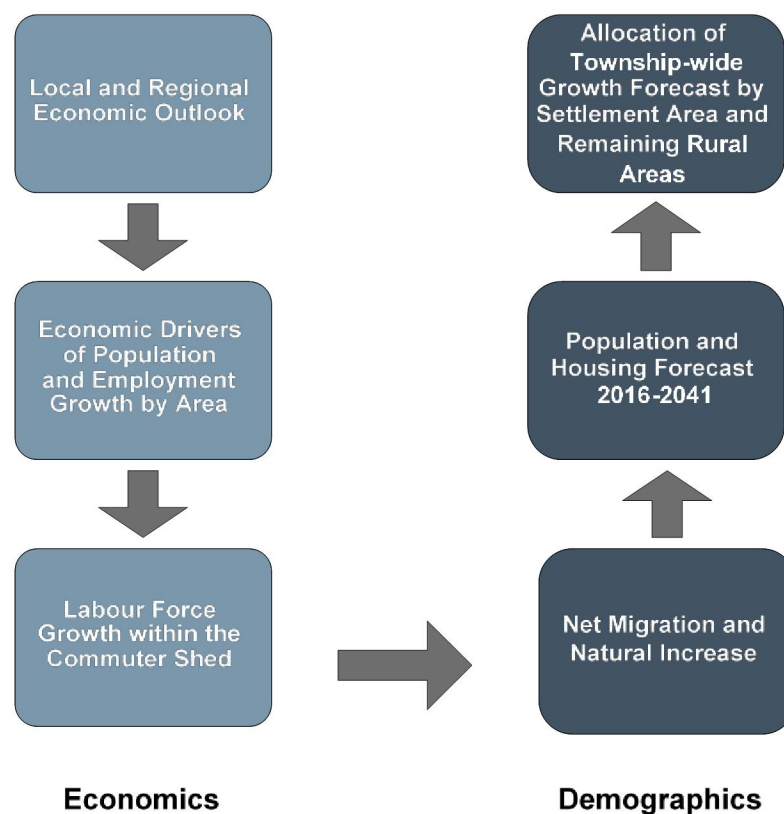 Local and Regional
Economic Outlook
Economic Drivers
of Population
and Employment
Growth by Area
Labour Force
Growth within the
Commuter Shed
Economics
Allocation of
Township-wide
Growth Forecast by
Settlement Area and
Remaining Rural
Areas
Population and
Housing Forecast
2016-2041
Net Migration and
Natural Increase
Demographics